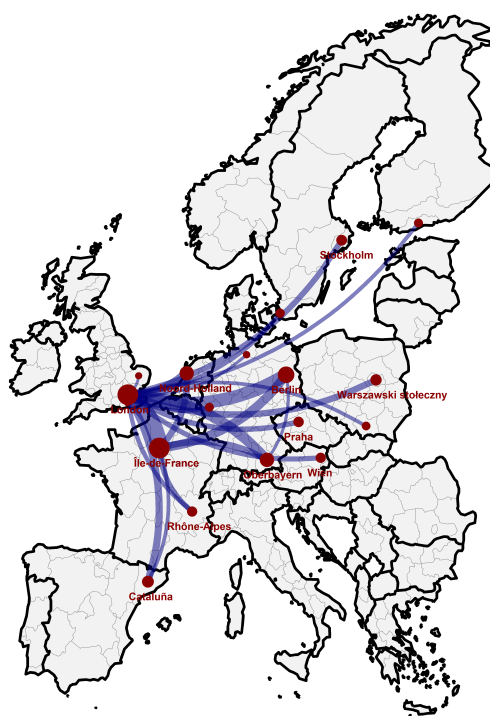 Stockholm
Noord-Holland
Berlin
Warszawski stołeczny
London
Praha
Île-de-France
Oberbayern
Wien
Rhône-Alpes
Cataluña